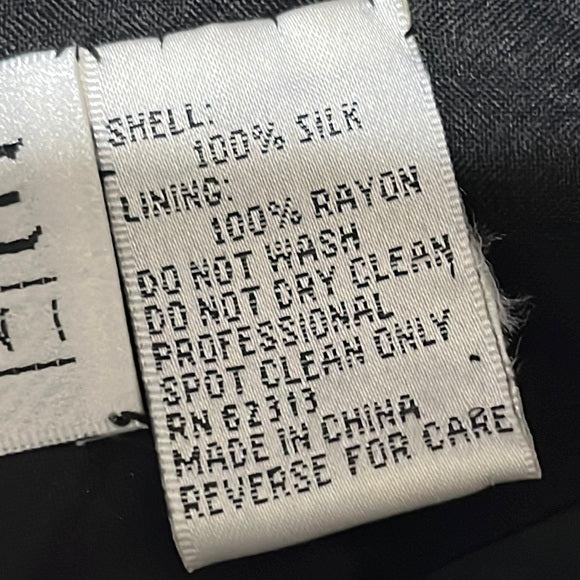 SHELL:
100% SILK
LINING:
100% RAYON
DO NOT WASH
DO NOT DRY CLEAN
PROFESSIONAL
SPOT CLEAN ONLY
RN 62313
MADE IN CHINA
REVERSE FOR CARE